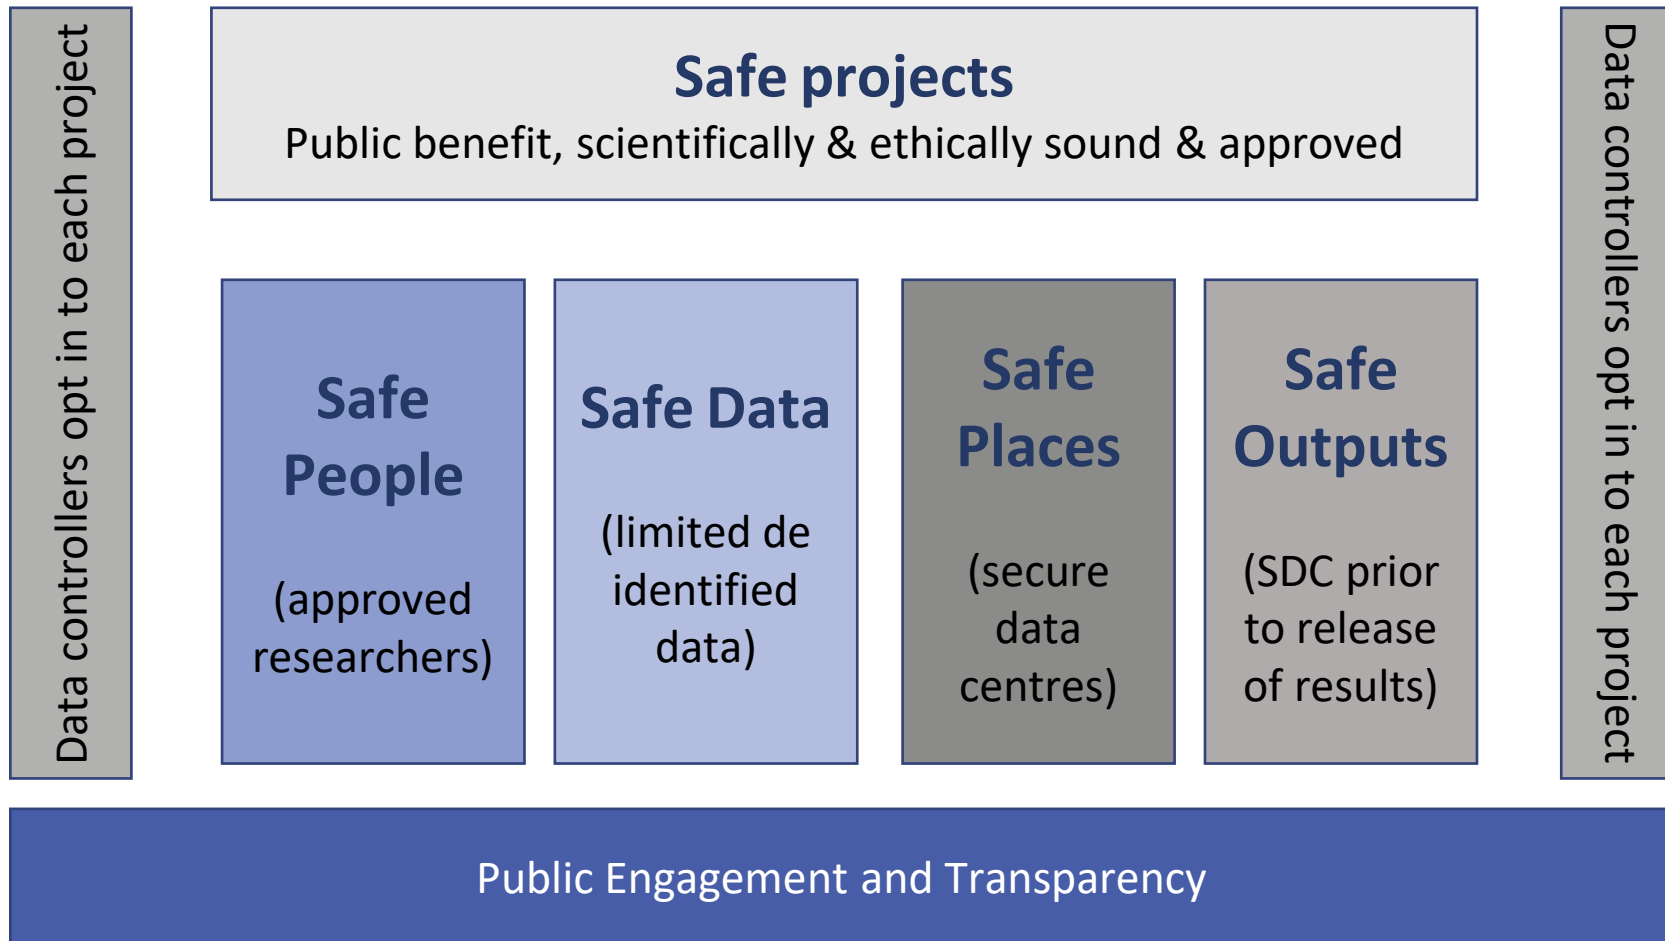 Data controllers opt in to each project
Safe projects
Public benefit, scientifically & ethically sound & approved
Safe
People
(approved
researchers)
Safe Data
(limited de
identified
data)
Safe
Places
(secure
data
centres)
Safe
Outputs
(SDC prior
to release
of results)
Data controllers opt in to each project
Public Engagement and Transparency